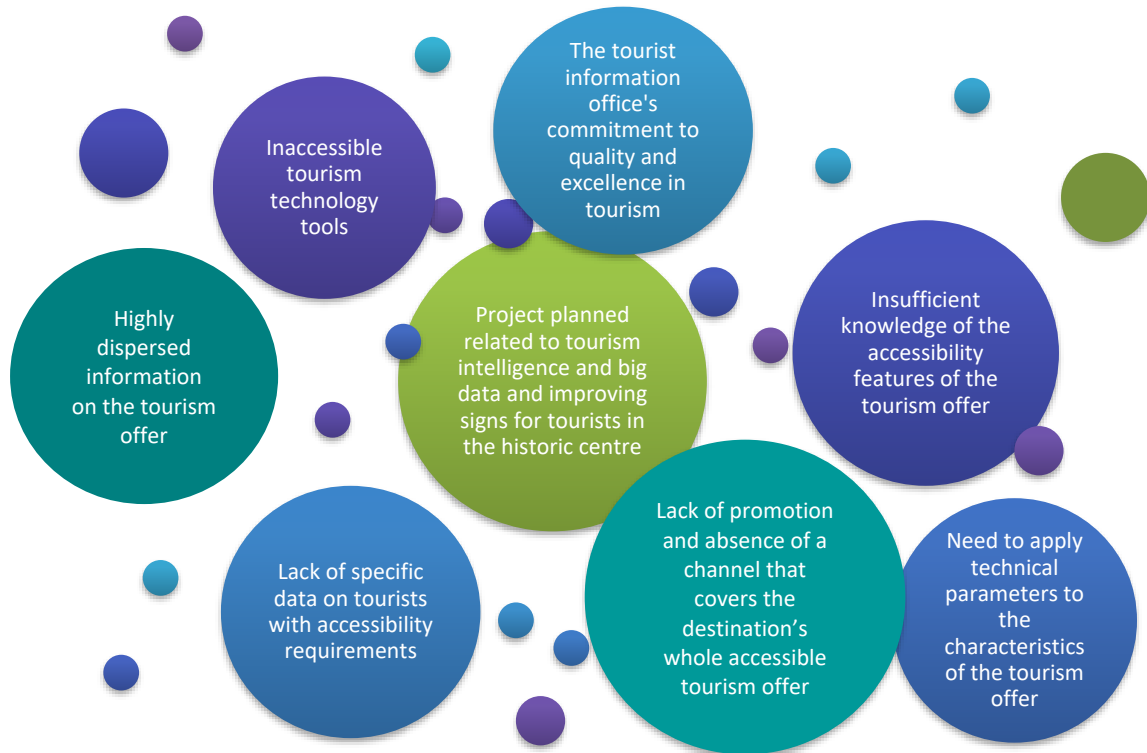 The tourist
information
office's
commitment to
quality and
excellence in
tourism
Inaccessible
tourism
technology
tools
Highly
dispersed
information
on the tourism
offer
Project planned
related to tourism
intelligence and big
data and improving
signs for tourists in
the historic centre
Insufficient
knowledge of the
accessibility
features of the
tourism offer
Lack of specific
data on tourists
with accessibility
requirements
Lack of promotion
and absence of a
channel that
covers the
destination’s
whole accessible
tourism offer
Need to apply
technical
parameters to
the
characteristics
of the tourism
offer